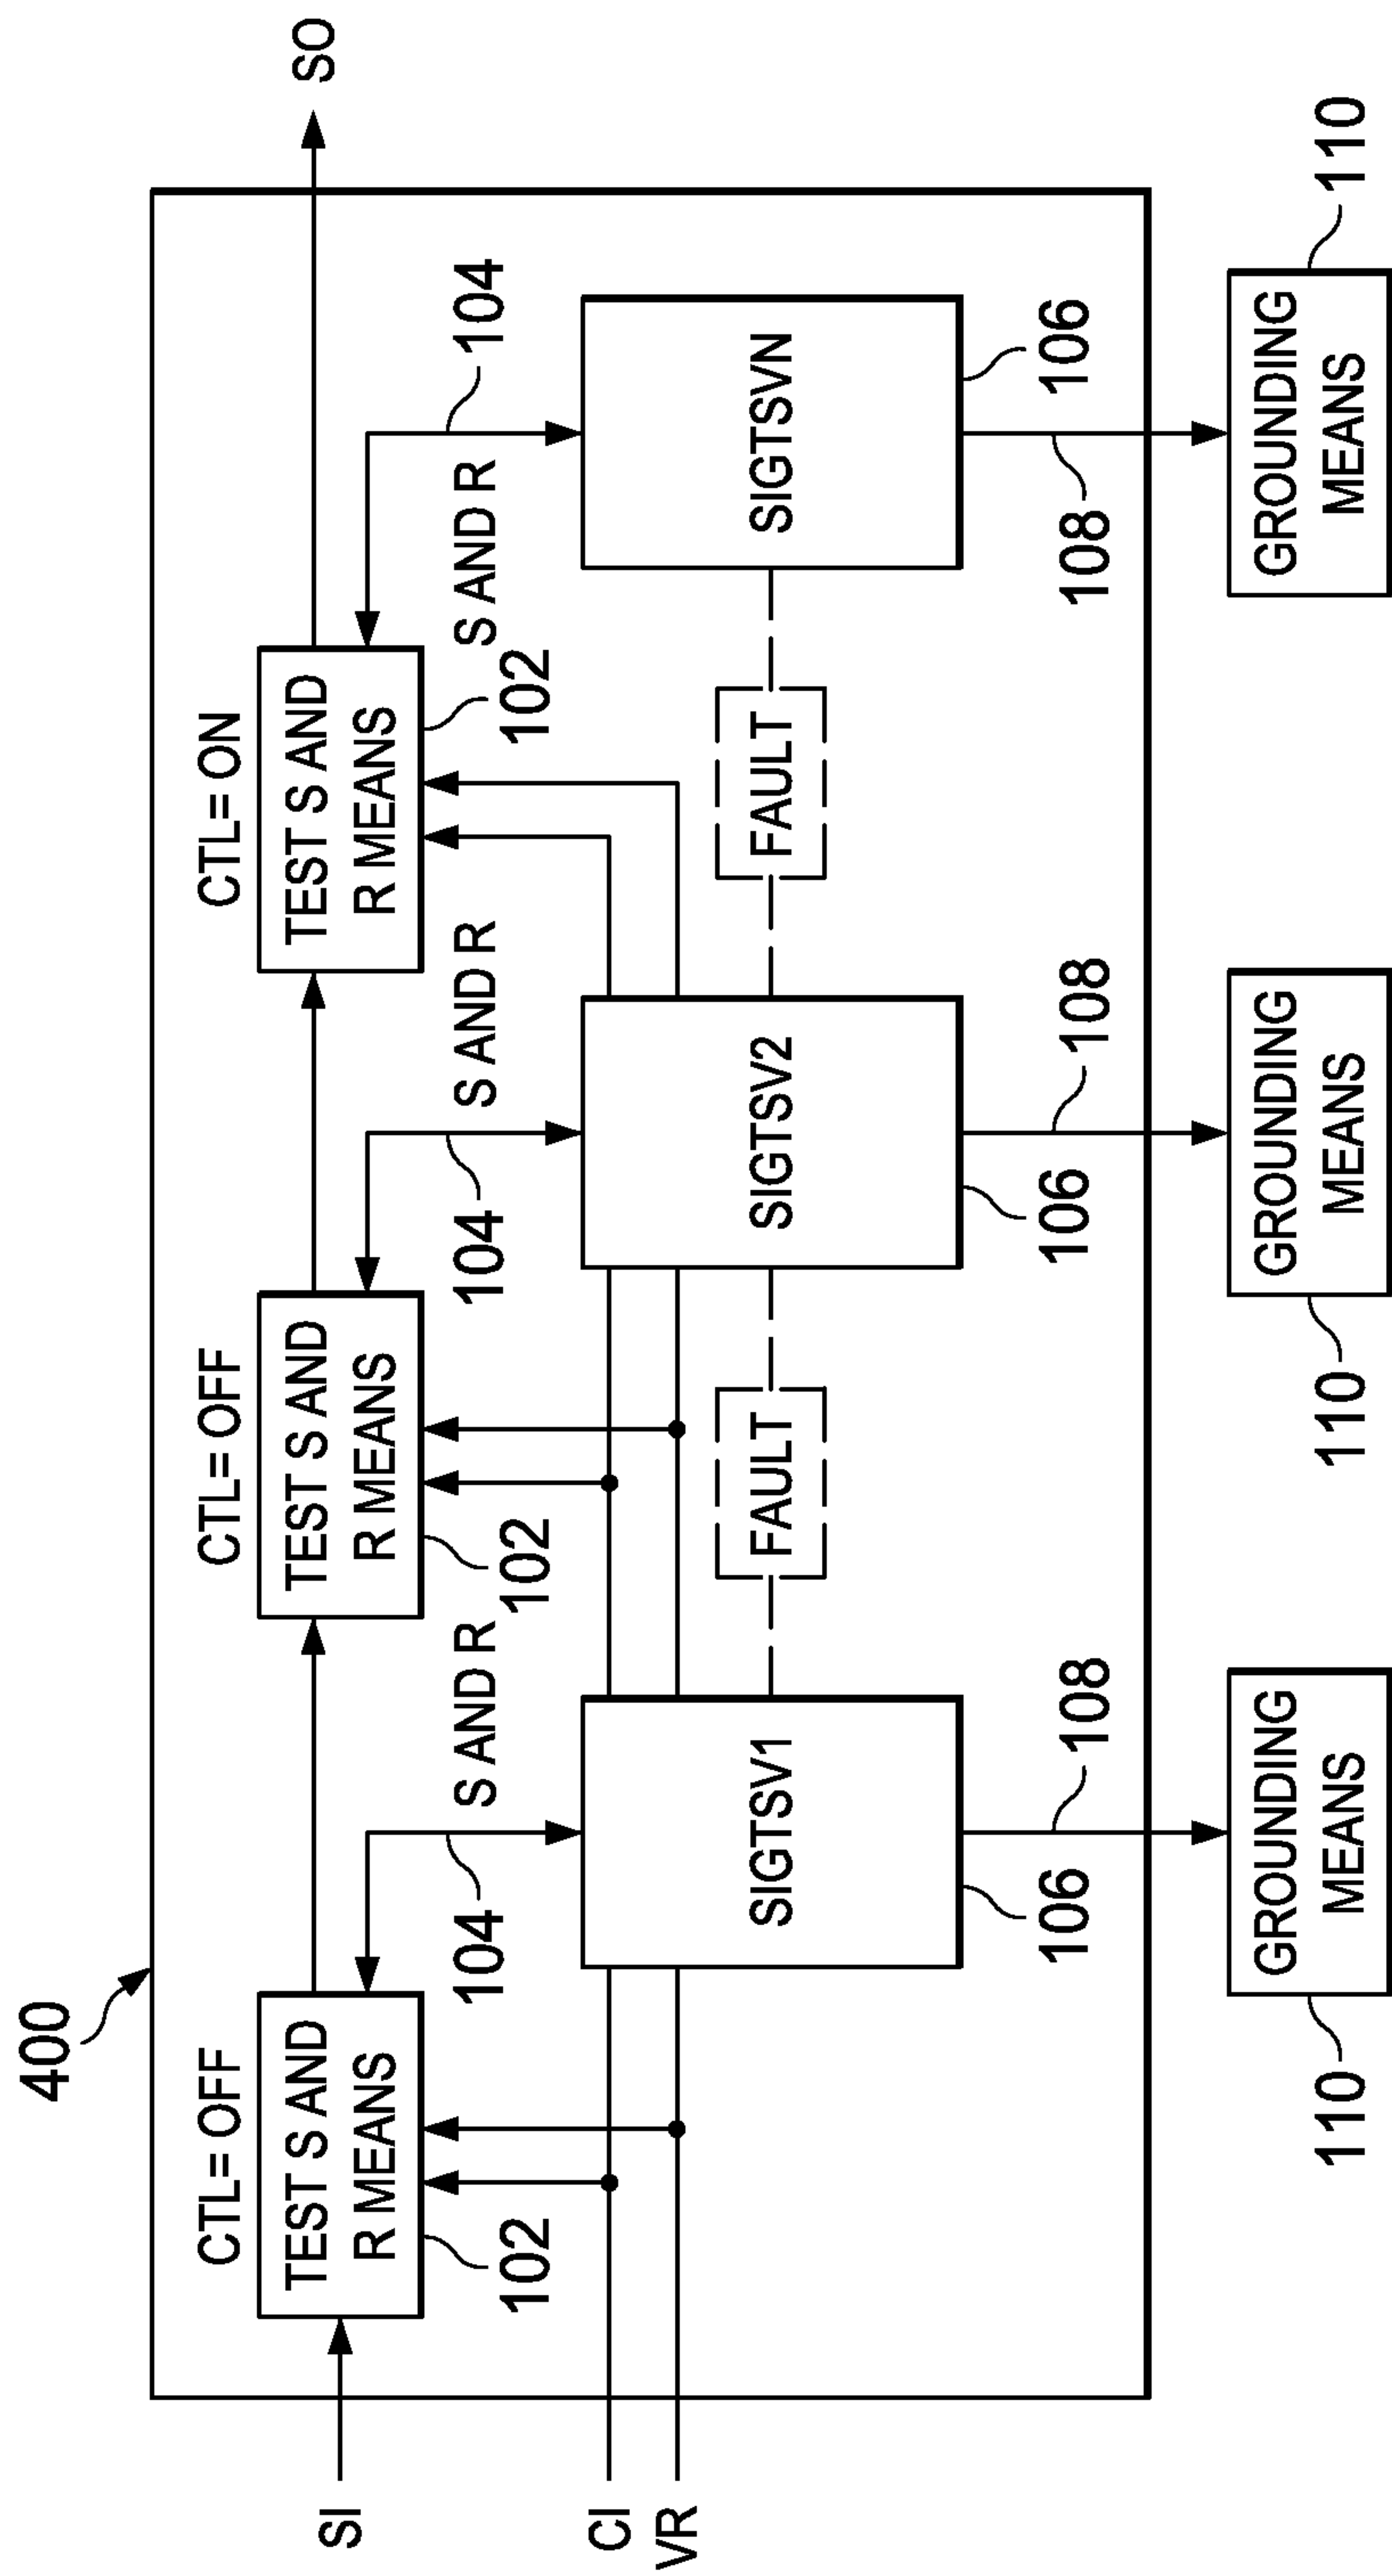 400
SO
CTL= OFF
CTL= OFF
CTL= ON
SI
TEST S AND
R MEANS
TEST S AND
R MEANS
TEST S AND
R MEANS
102
104
S AND R
102
104
S AND R
102
S AND R
104
CI
VR
SIGTSV1
FAULT
SIGTSV2
FAULT
SIGTSVN
106
108
106
108
108
106
GROUNDING
MEANS
GROUNDING
MEANS
GROUNDING
MEANS
110
110
110